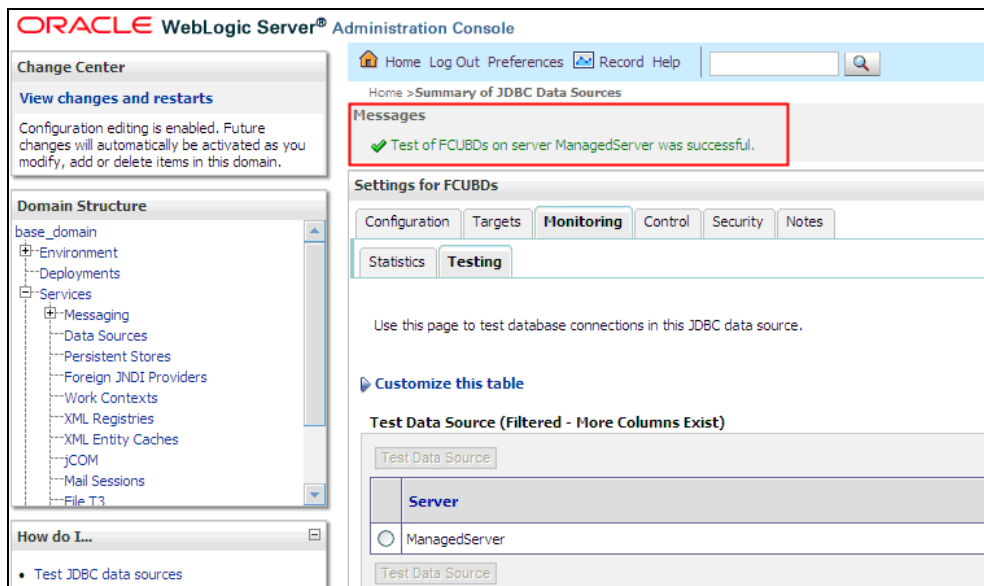 ORACLE WebLogic Server® Administration Console
Change Center
View changes and restarts
Configuration editing is enabled. Future
changes will automatically be activated as you
modify, add or delete items in this domain.
Domain Structure
base_domain
Environment
Deployments
Services
Messaging
Data Sources
Persistent Stores
Foreign JNDI Providers
Work Contexts
XML Registries
XML Entity Caches
jCOM
Mail Sessions
File T3
How do I...
• Test JDBC data sources
Home Log Out Preferences Record Help
Home >Summary of JDBC Data Sources
Messages
Test of FCUBDs on server ManagedServer was successful.
Settings for FCUBDs
Configuration Targets Monitoring Control Security Notes
Statistics Testing
Use this page to test database connections in this JDBC data source.
Customize this table
Test Data Source (Filtered - More Columns Exist)
Test Data Source
Server
ManagedServer
Test Data Source